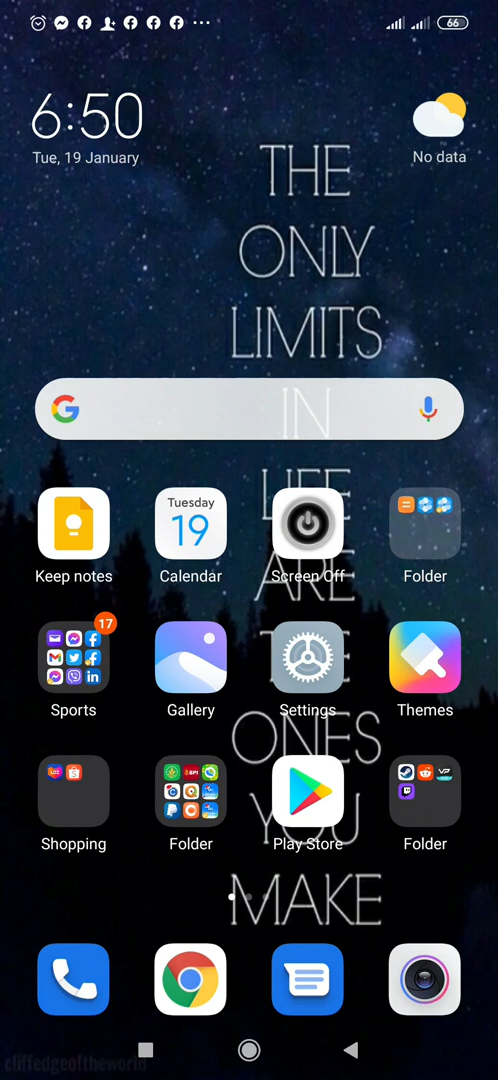 66
6:50
Tue, 19 January
No data
THE
ONLY
LIMITS
IN
LIFE
ARE
THE
ONES
YOU
MAKE
Keep notes
Tuesday
19
Calendar
Screen Off
Folder
17
Sports
Gallery
Settings
Themes
Shopping
Folder
Play Store
Folder
cliffedgeoftheworld